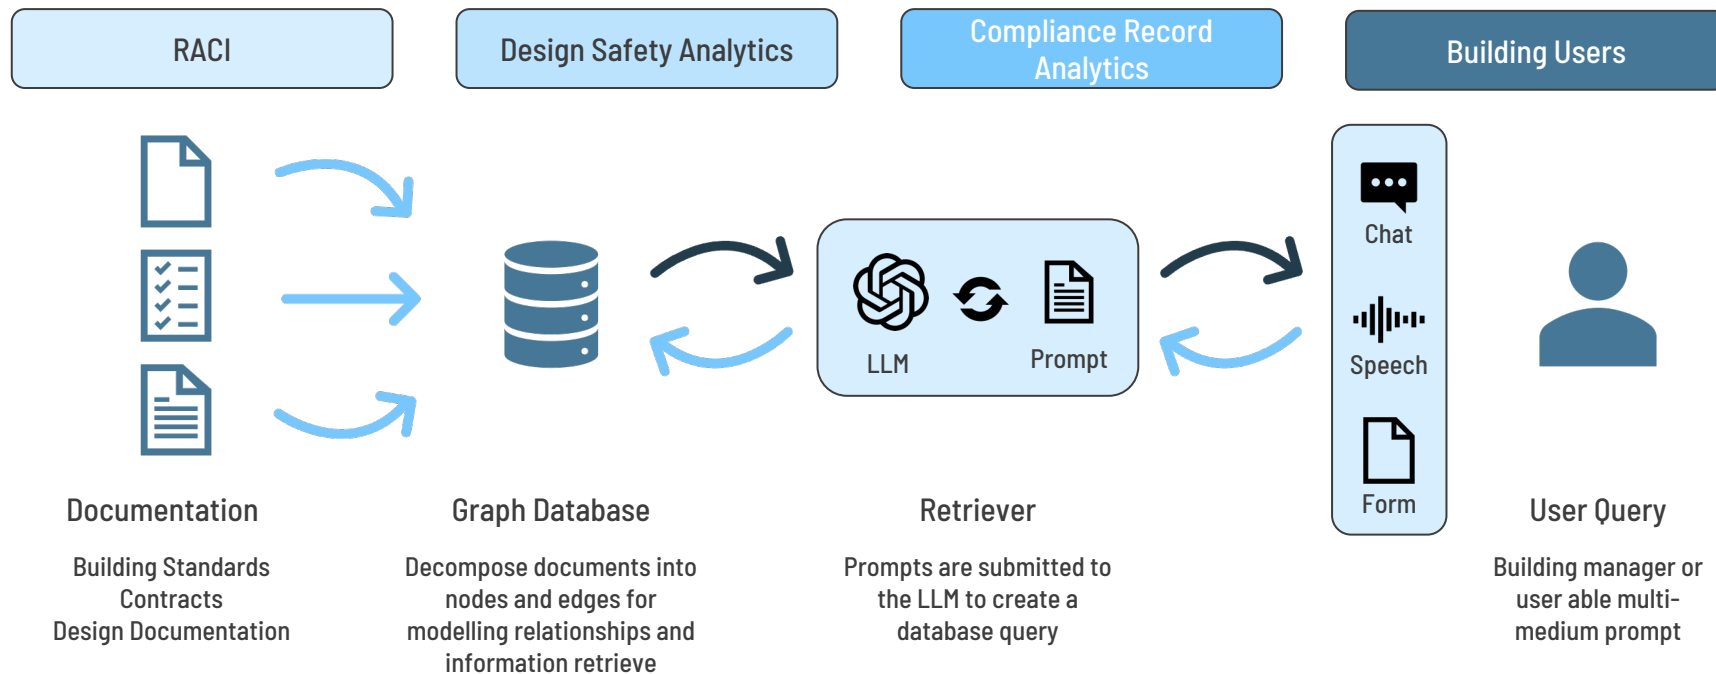 RACI
Design Safety Analytics
Compliance Record
Analytics
Building Users
Chat
Speech
Form
LLM
Prompt
Documentation
Building Standards
Contracts
Design Documentation
Graph Database
Decompose documents into
nodes and edges for
modelling relationships and
information retrieve
Retriever
Prompts are submitted to
the LLM to create a
database query
User Query
Building manager or
user able multi-
medium prompt